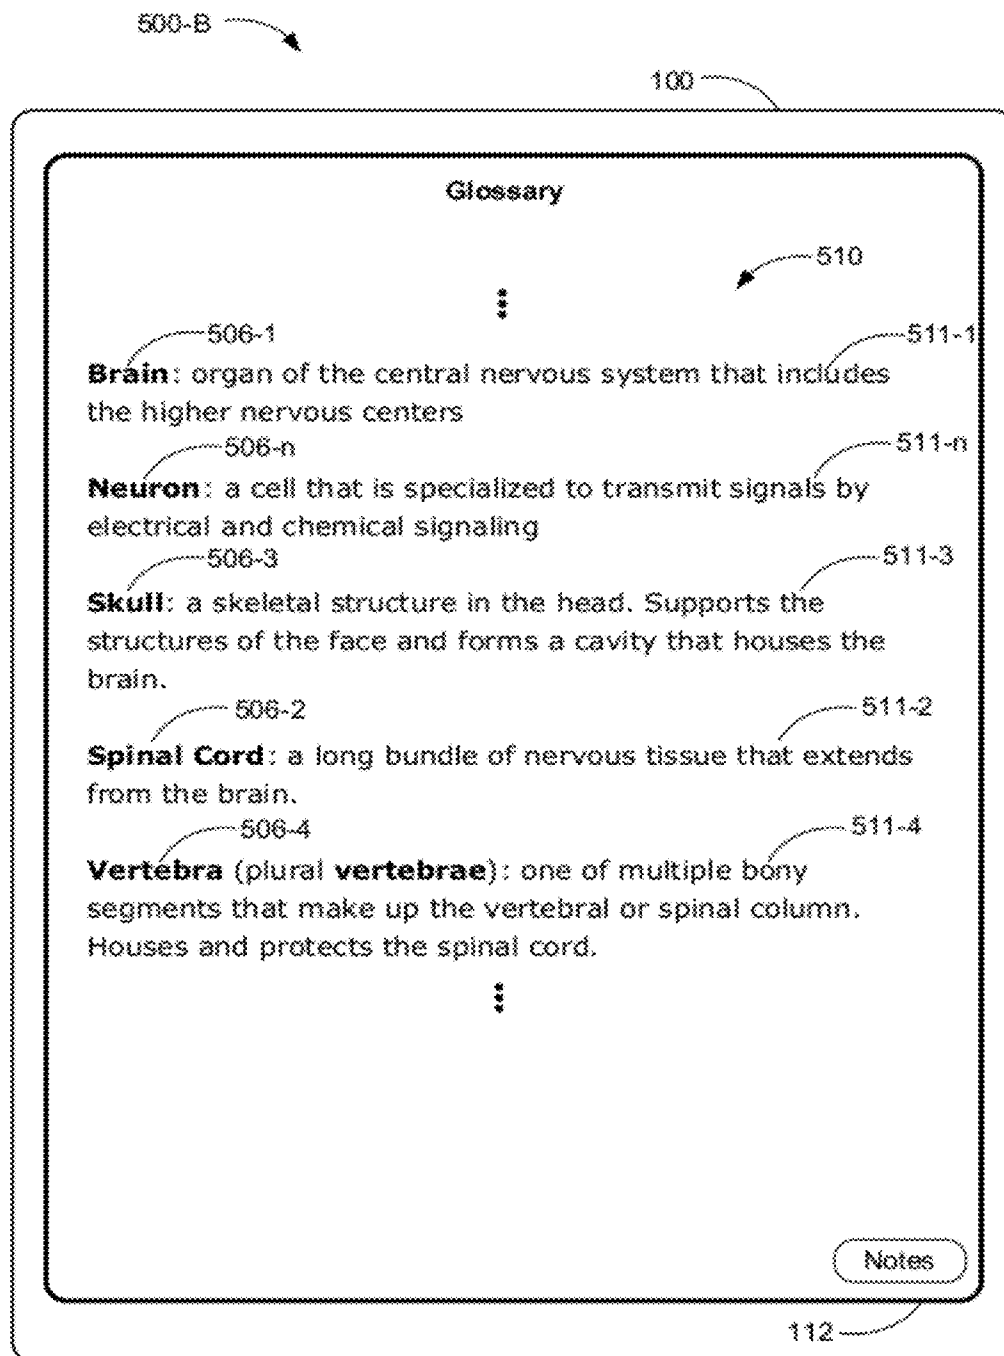 500-B
100
Glossary
510
506-1
511-1
Brain: organ of the central nervous system that includes
the higher nervous centers
506-n
511-n
Neuron: a cell that is specialized to transmit signals by
electrical and chemical signaling
506-3
511-3
Skull: a skeletal structure in the head. Supports the
structures of the face and forms a cavity that houses the
brain.
506-2
511-2
Spinal Cord: a long bundle of nervous tissue that extends
from the brain.
506-4
511-4
Vertebra (plural vertebrae): one of multiple bony
segments that make up the vertebral or spinal column.
Houses and protects the spinal cord.
Notes
112